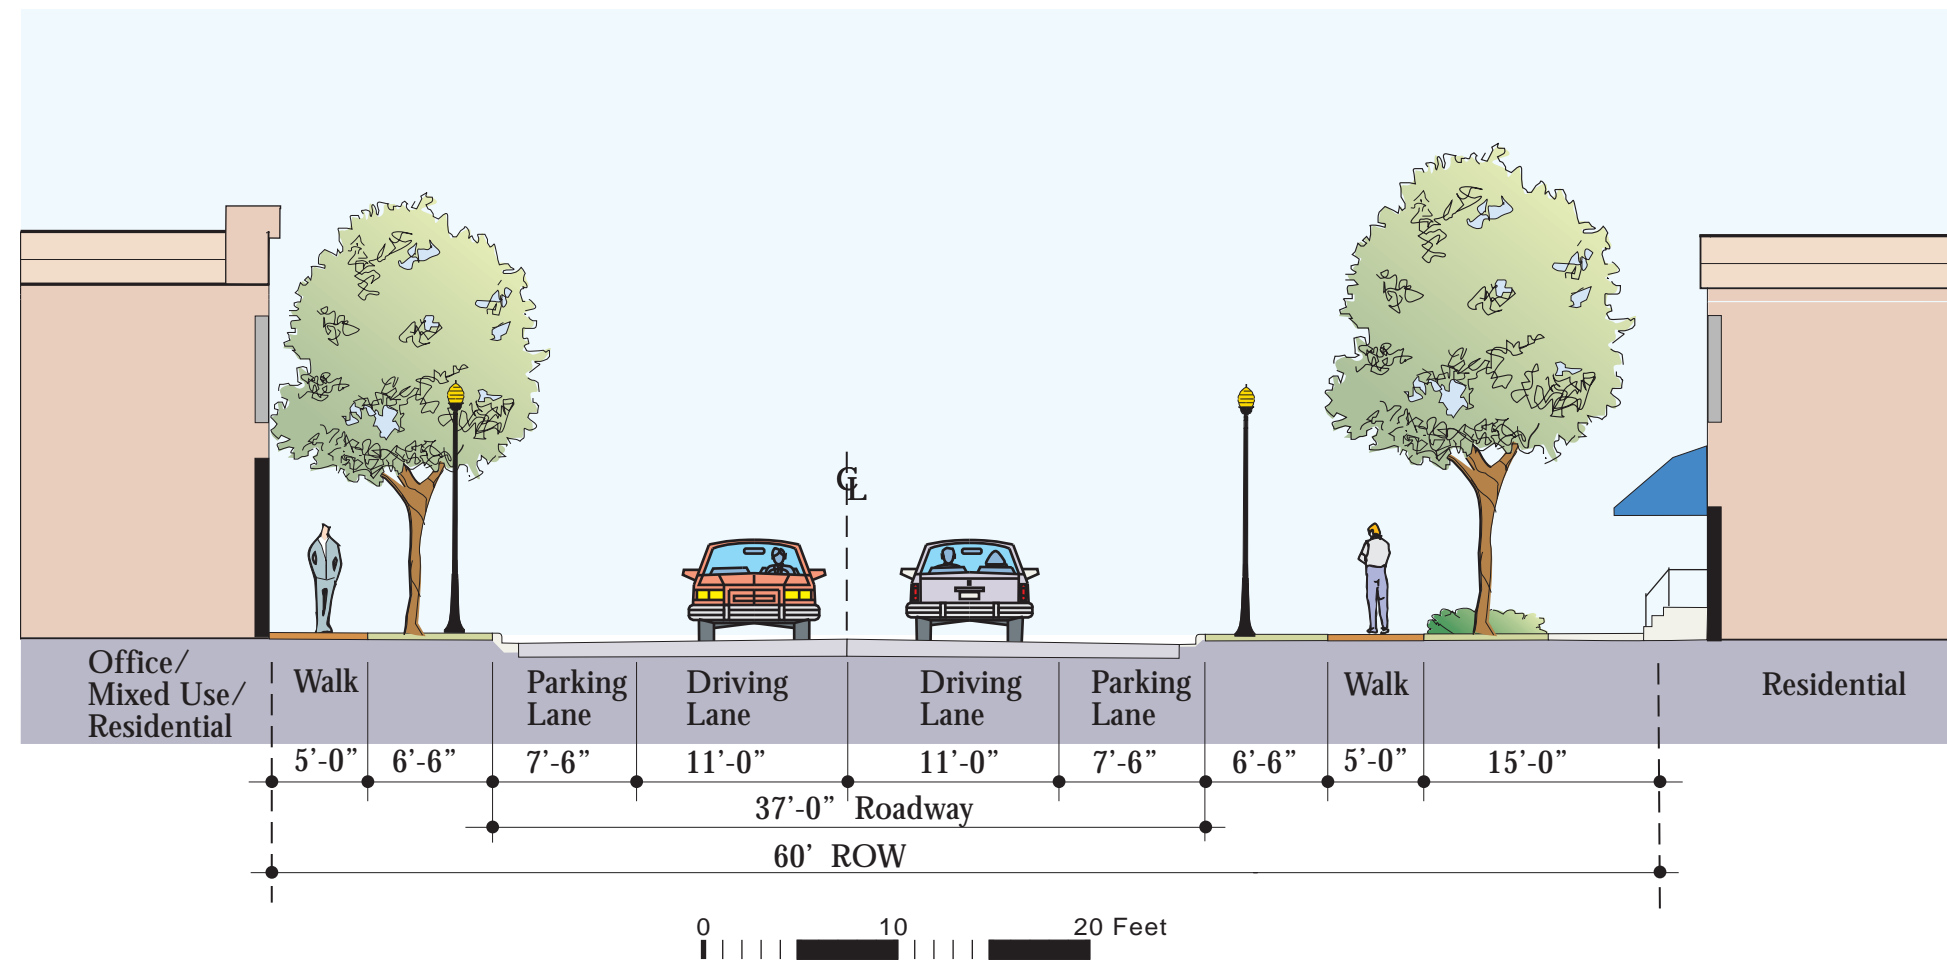 CL
Office/
Mixed Use/
Residential
Walk
Parking
Lane
Driving
Lane
Driving
Lane
Parking
Lane
Walk
Residential
5’-0” 6’-6” 7’-6” 11’-0” 11’-0” 7’-6” 6’-6” 5’-0” 15’-0”
37’-0” Roadway
60’ ROW
0 10 20 Feet